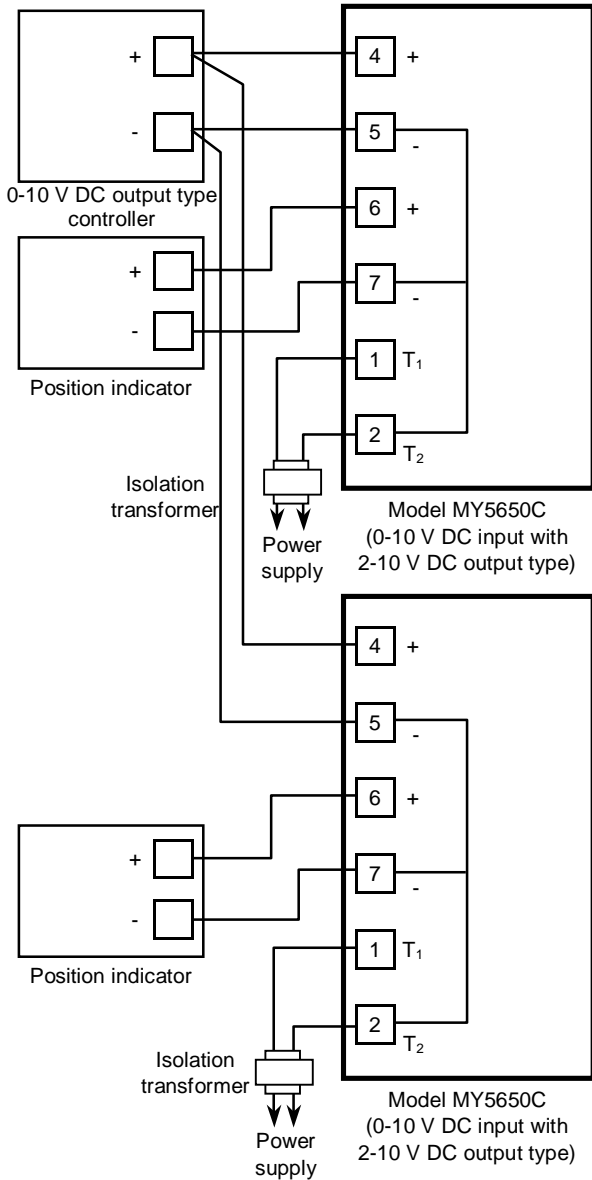 +
-
0-10 V DC output type
controller
4 +
5 -
6 +
7 -
1 T₁
2 T₂
+
-
Position indicator
Isolation
transformer
Power
supply
Model MY5650C
(0-10 V DC input with
2-10 V DC output type)
4 +
5 -
6 +
7 -
1 T₁
2 T₂
+
-
Position indicator
Isolation
transformer
Power
supply
Model MY5650C
(0-10 V DC input with
2-10 V DC output type)